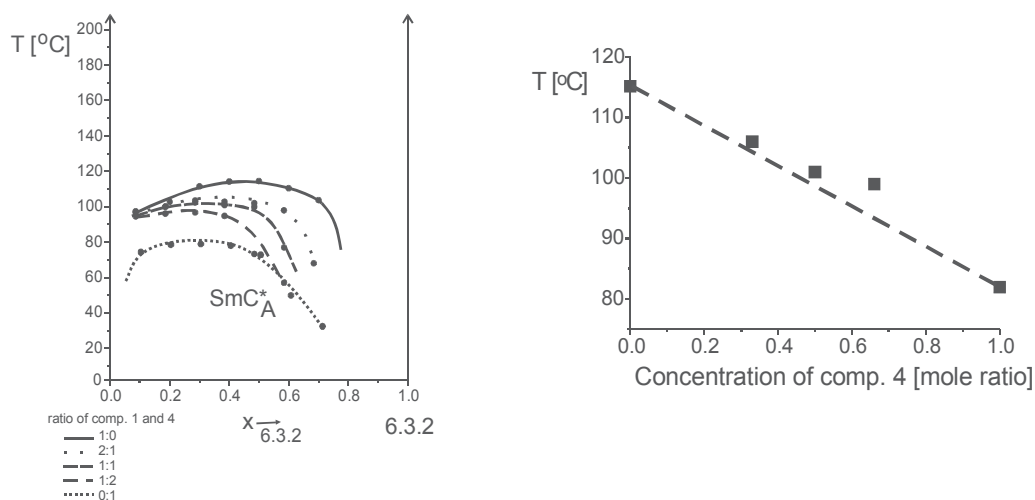 T [°C]
200
180
160
140
120
100
80
60
40
20
0
SmC*A
0.0 0.2 0.4 0.6 0.8 1.0
x → 6.3.2
6.3.2
ratio of comp. 1 and 4
1:0
2:1
1:1
1:2
0:1
T [°C]
120
110
100
90
80
0.0 0.2 0.4 0.6 0.8 1.0
Concentration of comp. 4 [mole ratio]